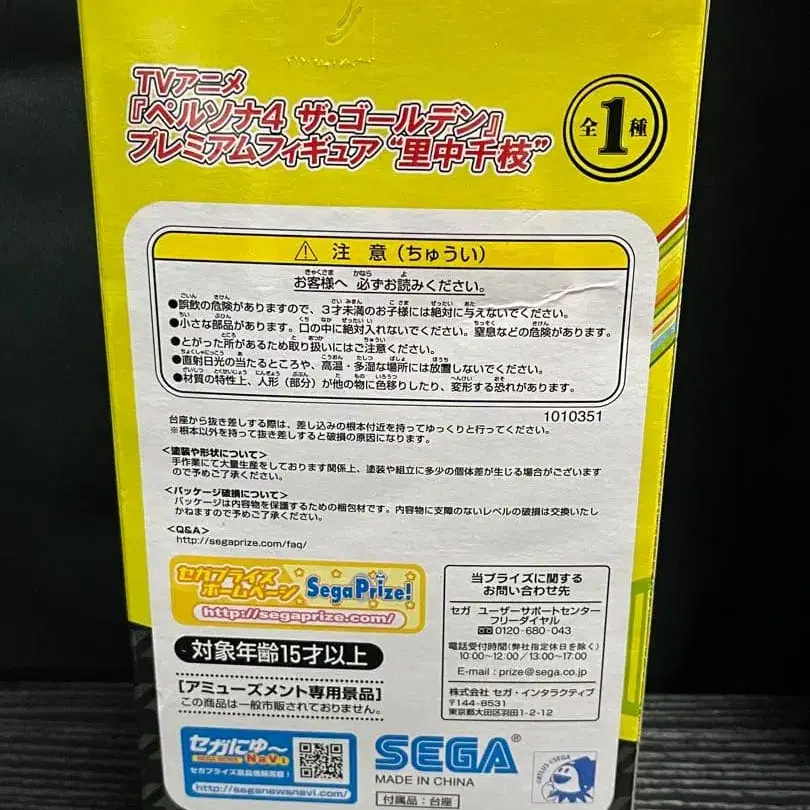 TVアニメ
『ペルソナ4 ザ・ゴールデン』
プレミアムフィギュア “里中千枝”
全1種
⚠ 注 意（ちゅうい）
お客様へ 必ずお読みください。
●誤飲の危険がありますので、3才未満のお子様には絶対に与えないでください。
●小さな部品があります。口の中に絶対入れないでください。窒息などの危険があります。
●とがった所があるため取り扱いにはご注意ください。
●直射日光の当たるところや、高温・多湿な場所には放置しないでください。
●材質の特性上、人形（部分）が他の物に色移りしたり、変形する恐れがあります。
1010351
台座から抜き差しする際は、差し込みの根本付近を持ってゆっくりと行ってください。
※根本以外を持って抜き差しすると破損の原因になります。
<塗装や形状について>
手作業にて大量生産をしております関係上、塗装や組立に多少の個体差が生じる場合がございます
ので予めご了承ください。
<パッケージ破損について>
パッケージは内容物を保護するための梱包材です。内容物に支障のないレベルの破損は交換いたし
かねますので予めご了承ください。
<Q&A>
http://segaprize.com/faq/
セガプライズ
ホームページ
SegaPrize!
http://segaprize.com/
対象年齢15才以上
［アミューズメント専用景品］
この商品は一般市販されておりません。
当プライズに関する
お問い合わせ先
セガ ユーザーサポートセンター
フリーダイヤル
0120-680-043
電話受付時間（弊社指定休日を除く）
10:00～12:00／13:00～17:00
E-mail : prize@sega.co.jp
株式会社 セガ・インタラクティブ
〒144-8531
東京都大田区羽田1-2-12
セガにゅ～
SEGA NEWS NaVi
セガプライズ景品情報満載！
http://seganewsnavi.com/
SEGA®
MADE IN CHINA
付属品：台座
ATLUS×SEGA